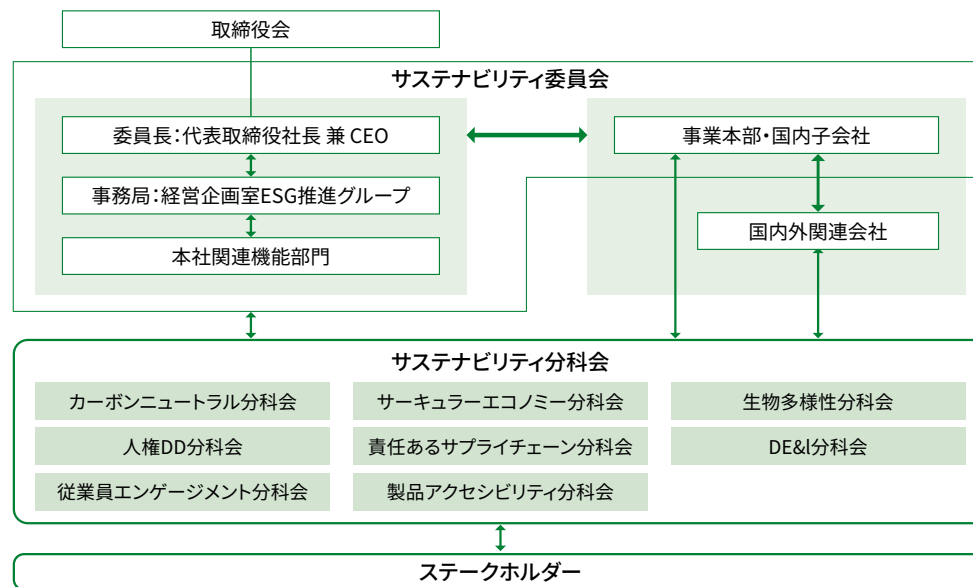 取締役会
サステナビリティ委員会
委員長：代表取締役社長 兼 CEO
事務局：経営企画室ESG推進グループ
本社関連機能部門
事業本部・国内子会社
国内外関連会社
サステナビリティ分科会
カーボンニュートラル分科会
サーキュラーエコノミー分科会
生物多様性分科会
人権DD分科会
責任あるサプライチェーン分科会
DE&l分科会
従業員エンゲージメント分科会
製品アクセシビリティ分科会
ステークホルダー